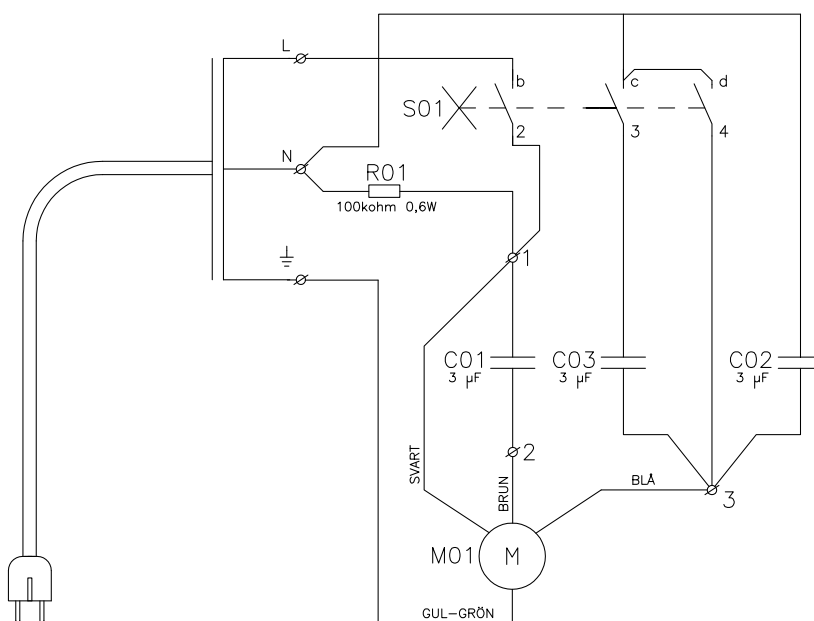 L
b
c
d
S01
2
3
4
N
R01
100kohm 0,6W
1
C01
3 µF
C03
3 µF
C02
3 µF
SVART
2
BRUN
BLÅ
3
M01
M
GUL-GRÖN